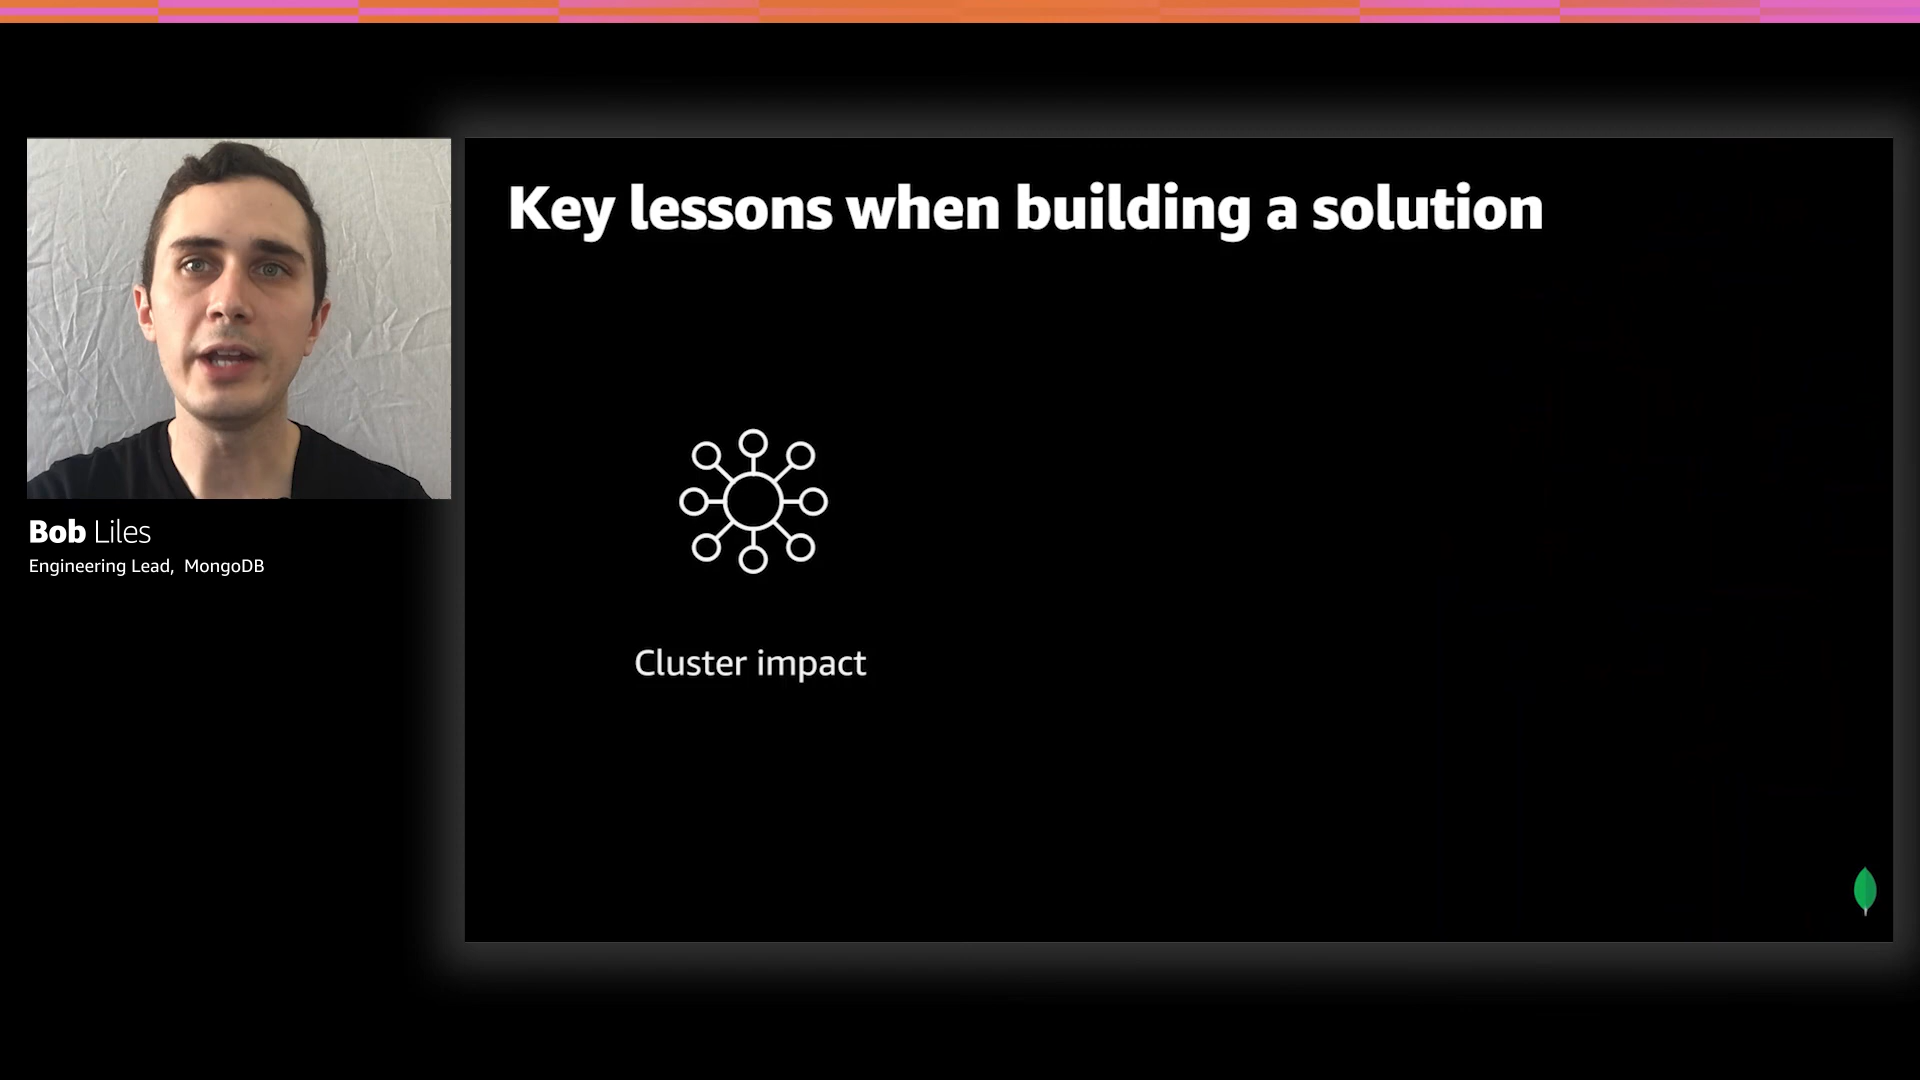 Key lessons when building a solution
Cluster impact
Bob Liles
Engineering Lead, MongoDB